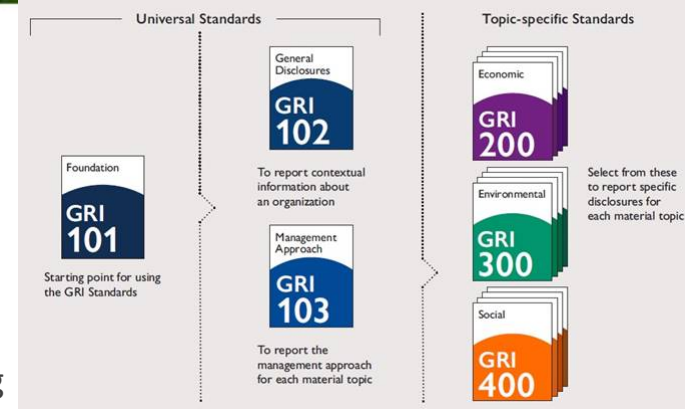 Universal Standards
Topic-specific Standards
Foundation
GRI
101
Starting point for using
the GRI Standards
General
Disclosures
GRI
102
To report contextual
information about
an organization
Management
Approach
GRI
103
To report the
management approach
for each material topic
Economic
GRI
200
Environmental
GRI
300
Social
GRI
400
Select from these
to report specific
disclosures for
each material topic
g